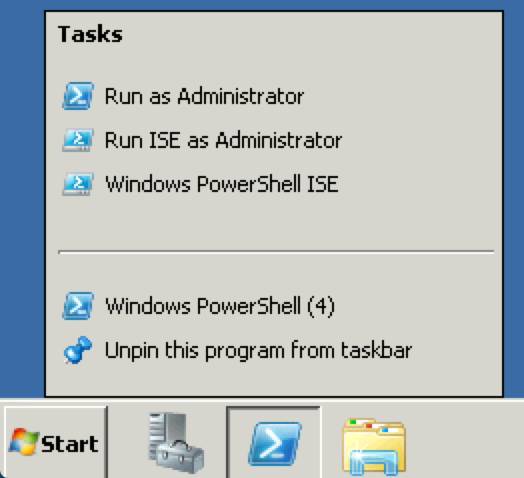 Tasks
Run as Administrator
Run ISE as Administrator
Windows PowerShell ISE
Windows PowerShell (4)
Unpin this program from taskbar
Start